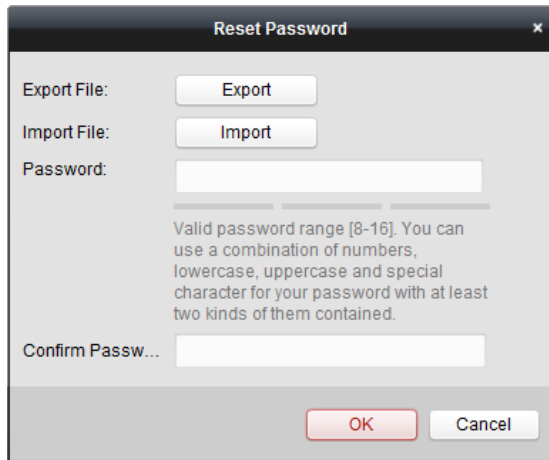 Reset Password ×
Export File: Export
Import File: Import
Password:
Valid password range [8-16]. You can
use a combination of numbers,
lowercase, uppercase and special
character for your password with at least
two kinds of them contained.
Confirm Passw...
OK Cancel